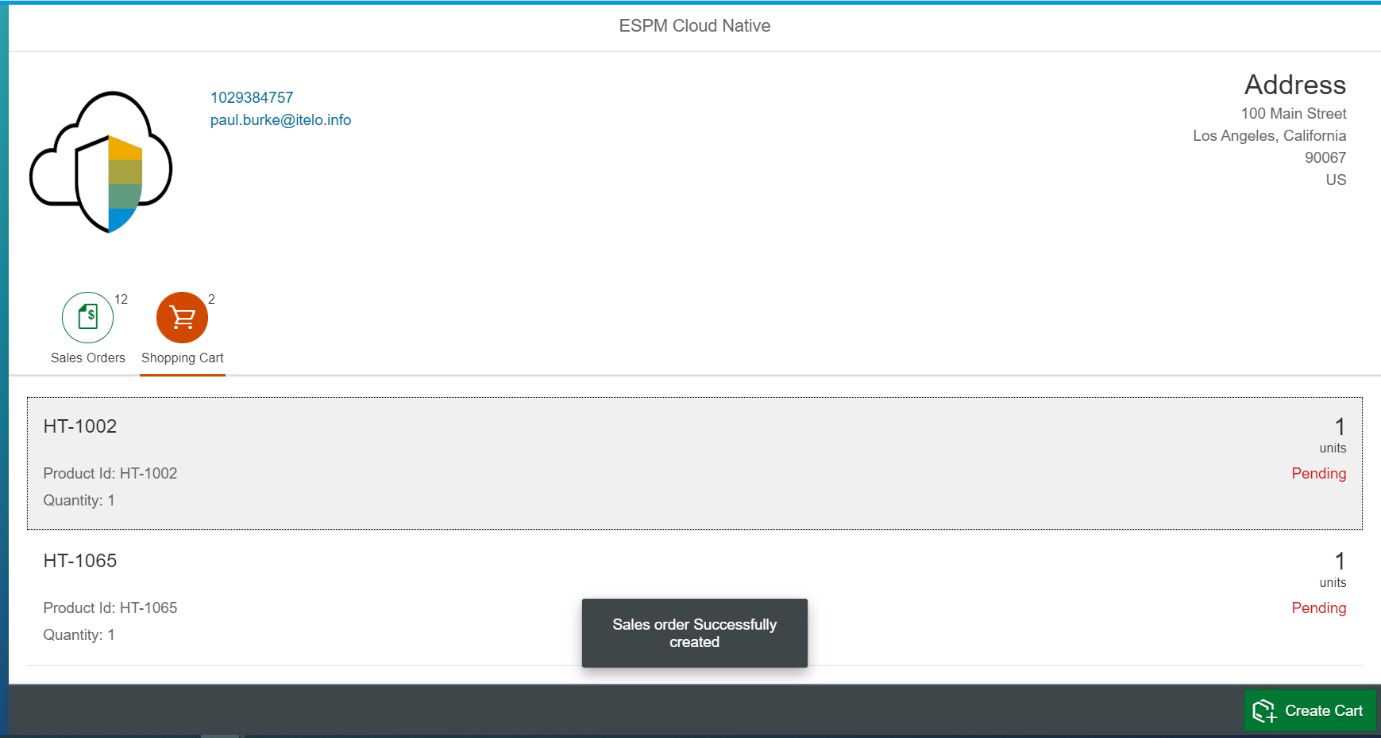 ESPM Cloud Native
1029384757
paul.burke@itelo.info
Address
100 Main Street
Los Angeles, California
90067
US
12
2
$
Sales Orders
Shopping Cart
HT-1002
1
units
Product Id: HT-1002
Pending
Quantity: 1
HT-1065
1
units
Product Id: HT-1065
Pending
Quantity: 1
Sales order Successfully
created
Create Cart